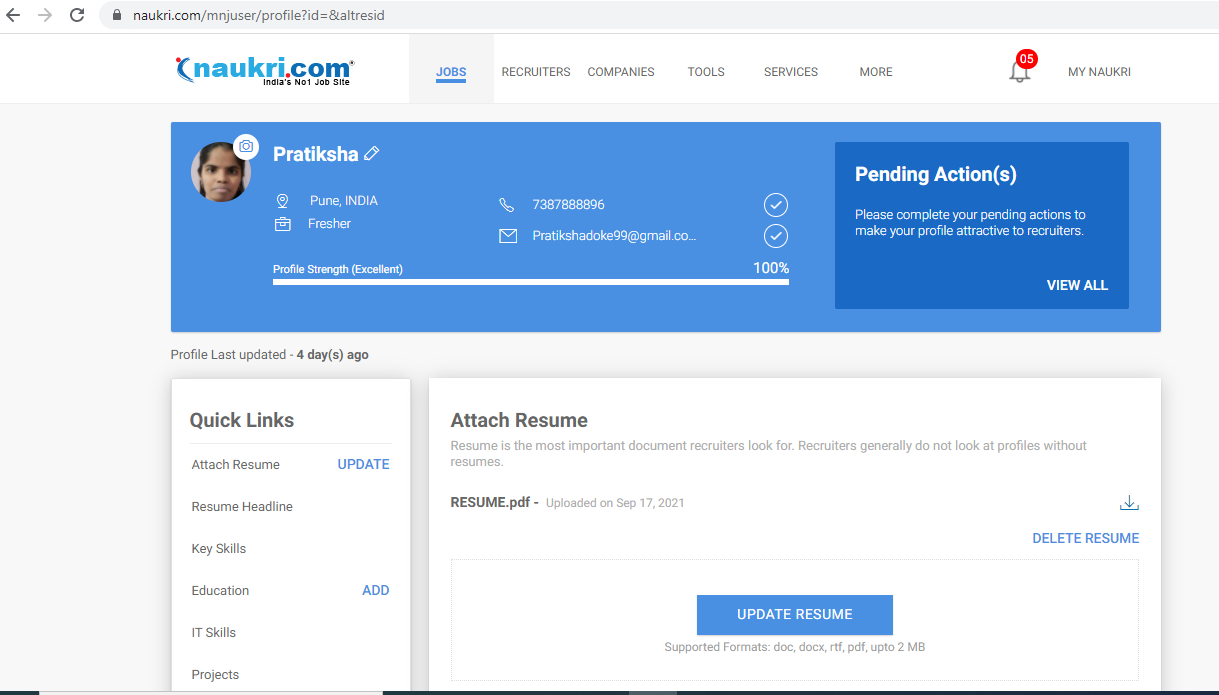 naukri.com/mnjuser/profile?id=&altresid
naukri.com
India's No1 Job Site
JOBS
RECRUITERS
COMPANIES
TOOLS
SERVICES
MORE
05
MY NAUKRI
Pratiksha
Pune, INDIA
Fresher
7387888896
Pratikshadoke99@gmail.co...
Profile Strength (Excellent)
100%
Pending Action(s)
Please complete your pending actions to
make your profile attractive to recruiters.
VIEW ALL
Profile Last updated - 4 day(s) ago
Quick Links
Attach Resume UPDATE
Resume Headline
Key Skills
Education ADD
IT Skills
Projects
Attach Resume
Resume is the most important document recruiters look for. Recruiters generally do not look at profiles without
resumes.
RESUME.pdf - Uploaded on Sep 17, 2021
DELETE RESUME
UPDATE RESUME
Supported Formats: doc, docx, rtf, pdf, upto 2 MB